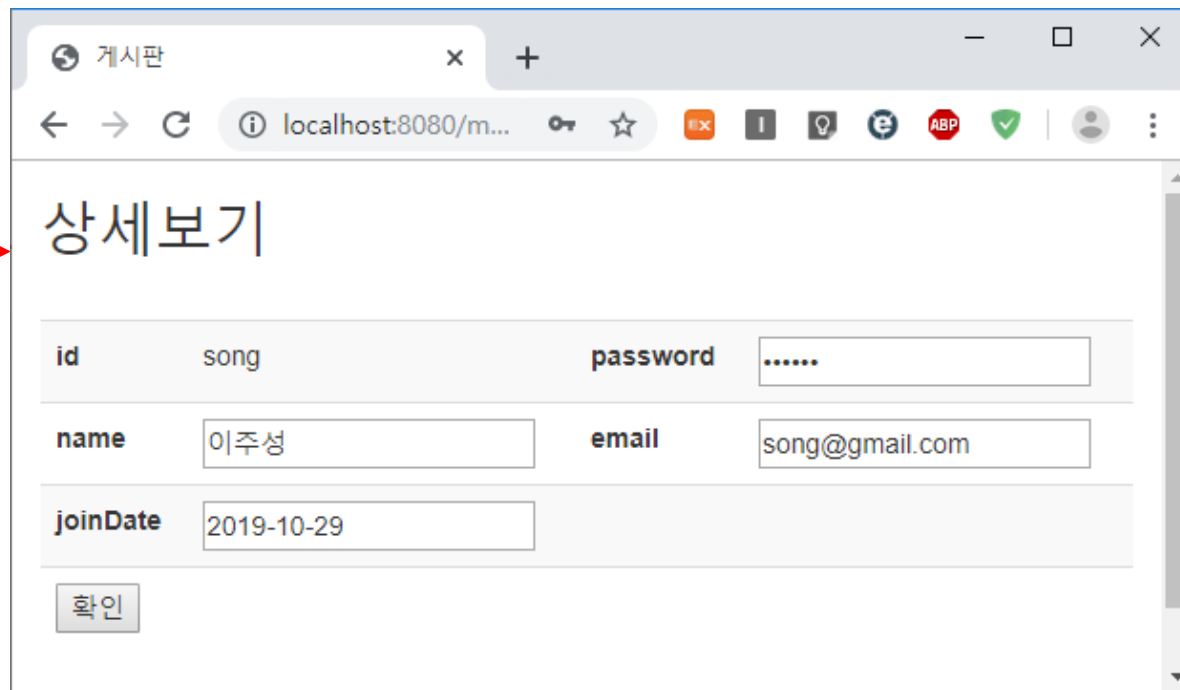 게시판
localhost:8080/m...
ABP
상세보기
id song password ••••••
name 이주성 email song@gmail.com
joinDate 2019-10-29
확인